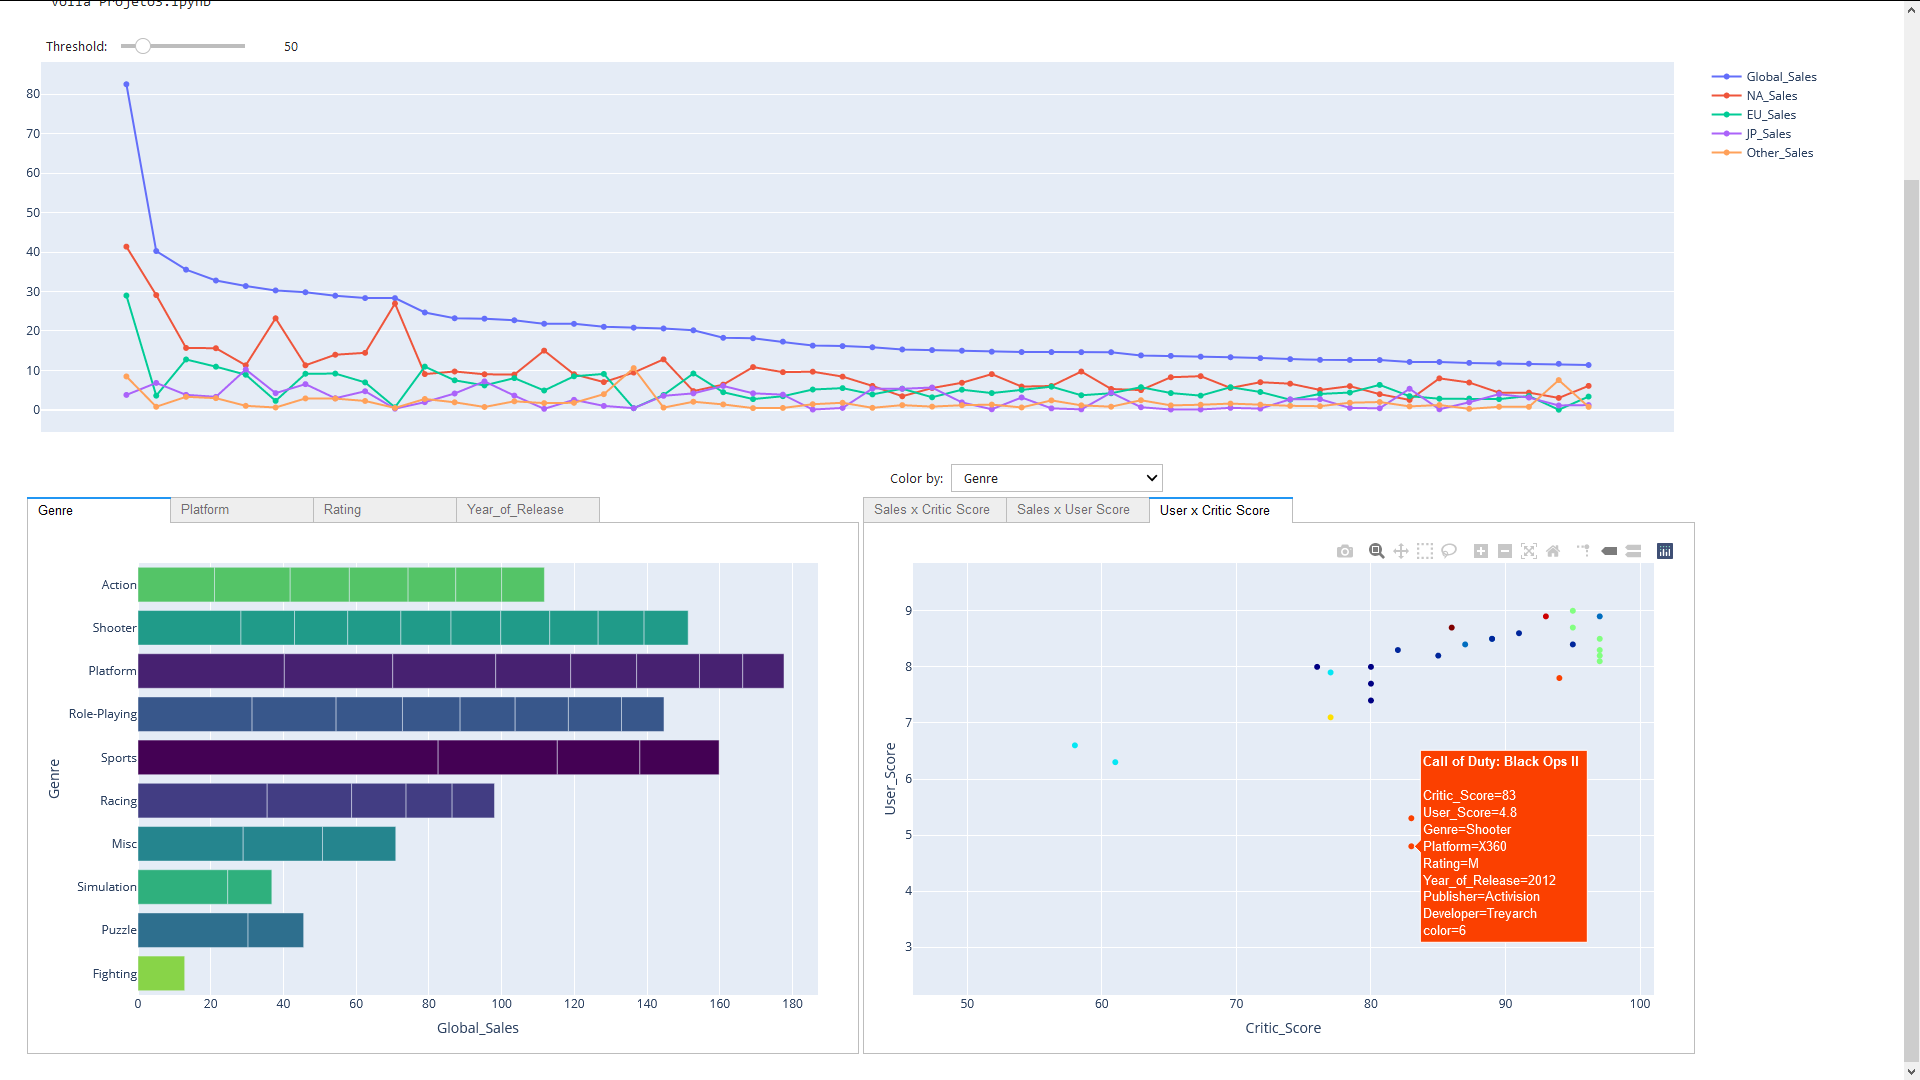 voila Projeto3.ipynb
Threshold: 50
80
70
60
50
40
30
20
10
0
Global_Sales
NA_Sales
EU_Sales
JP_Sales
Other_Sales
Color by: Genre
Genre Platform Rating Year_of_Release
Action
Shooter
Platform
Role-Playing
Sports
Racing
Misc
Simulation
Puzzle
Fighting
Genre
0 20 40 60 80 100 120 140 160 180
Global_Sales
Sales x Critic Score Sales x User Score User x Critic Score
9
8
7
6
5
4
3
User_Score
Call of Duty: Black Ops II
Critic_Score=83
User_Score=4.8
Genre=Shooter
Platform=X360
Rating=M
Year_of_Release=2012
Publisher=Activision
Developer=Treyarch
color=6
50 60 70 80 90 100
Critic_Score